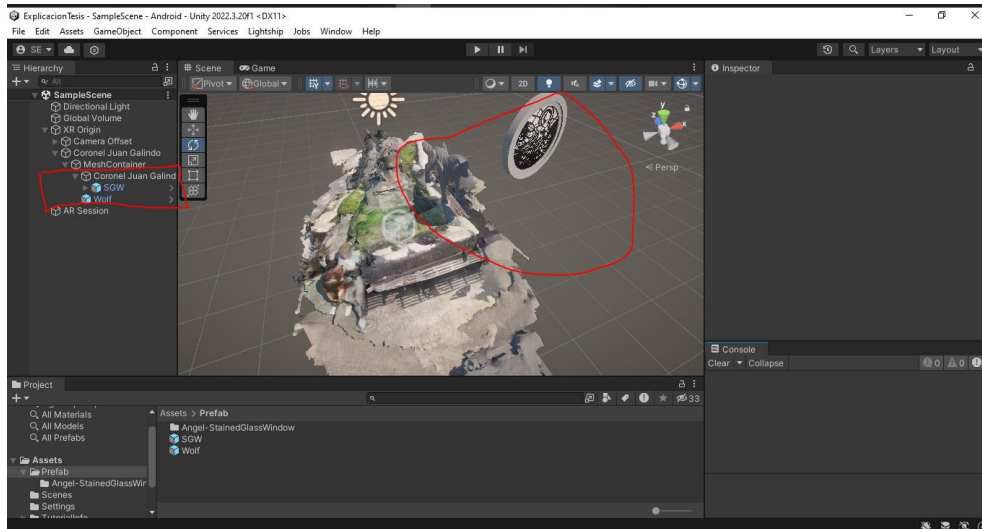 ExplicacionTesis - SampleScene - Android - Unity 2022.3.20f1 <DX11>
File Edit Assets GameObject Component Services Lightship Jobs Window Help
SE Layers Layout
Hierarchy
All
SampleScene
Directional Light
Global Volume
XR Origin
Camera Offset
Coronel Juan Galindo
MeshContainer
Coronel Juan Galind
SGW
Wolf
AR Session
Scene Game
Pivot Global 2D
y
z
x
Persp
Inspector
Console
Clear Collapse 0 0 0
Project
33
All Materials
All Models
All Prefabs
Assets
Prefab
Angel-StainedGlassWin
Scenes
Settings
Assets > Prefab
Angel-StainedGlassWindow
SGW
Wolf